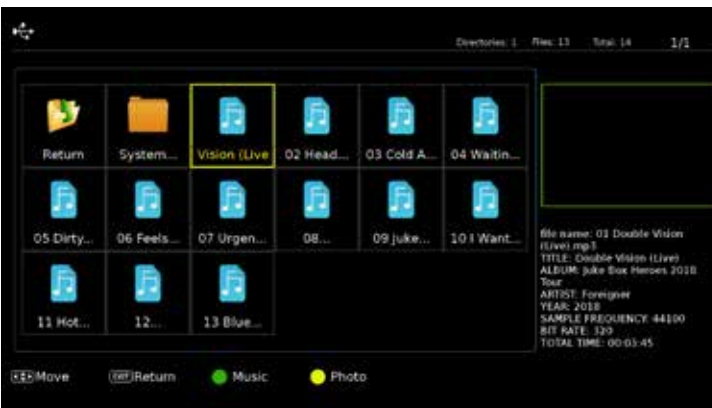 Directories: 1 Files: 13 Total: 14 1/1
Return System... Vision (Live 02 Head... 03 Cold A... 04 Waitin...
05 Dirty... 06 Feels... 07 Urgen... 08... 09 Juke... 10 I Want...
11 Hot... 12... 13 Blue...
file name: 01 Double Vision
(Live).mp3
TITLE: Double Vision (Live)
ALBUM: Juke Box Heroes 2018
Tour
ARTIST: Foreigner
YEAR: 2018
SAMPLE FREQUENCY: 44100
BIT RATE: 320
TOTAL TIME: 00:03:45
Move EXIT Return Music Photo